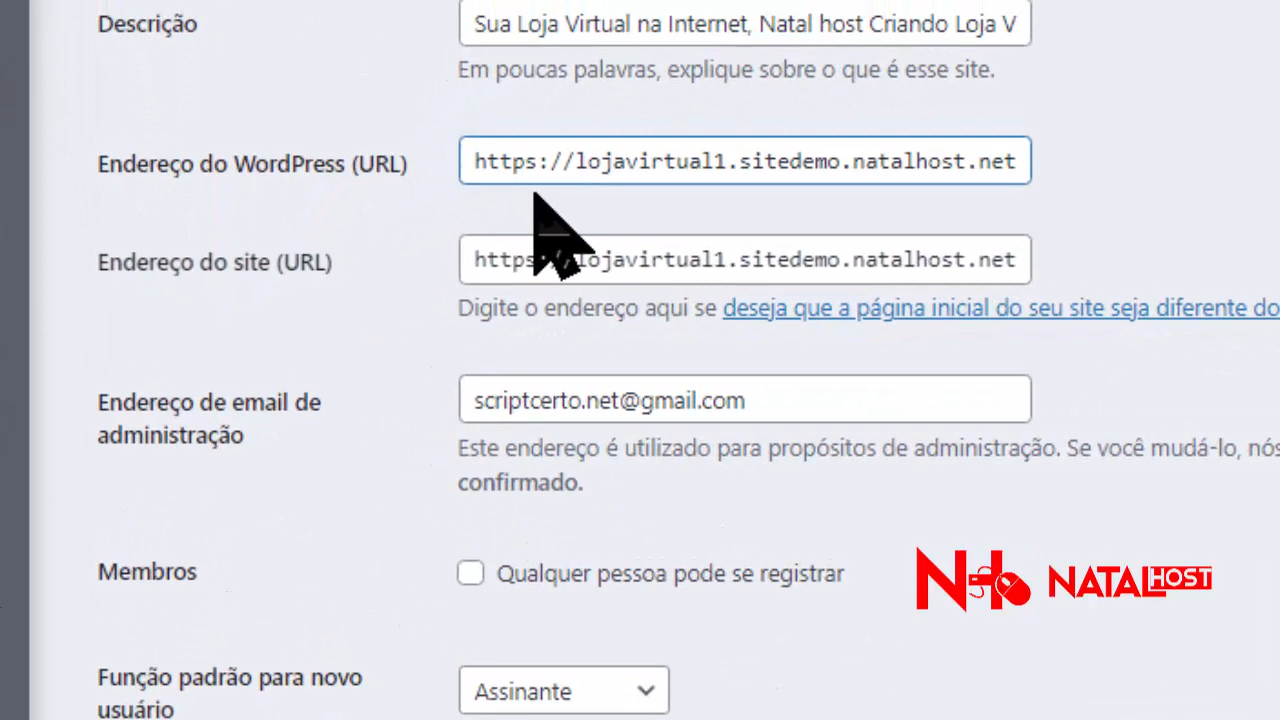 Descrição
Sua Loja Virtual na Internet, Natal host Criando Loja V
Em poucas palavras, explique sobre o que é esse site.
Endereço do WordPress (URL)
https://lojavirtual1.sitedemo.natalhost.net
Endereço do site (URL)
https://lojavirtual1.sitedemo.natalhost.net
Digite o endereço aqui se deseja que a página inicial do seu site seja diferente do
Endereço de email de
administração
scriptcerto.net@gmail.com
Este endereço é utilizado para propósitos de administração. Se você mudá-lo, nós
confirmado.
Membros
Qualquer pessoa pode se registrar
NH NATALHOST
Função padrão para novo
usuário
Assinante